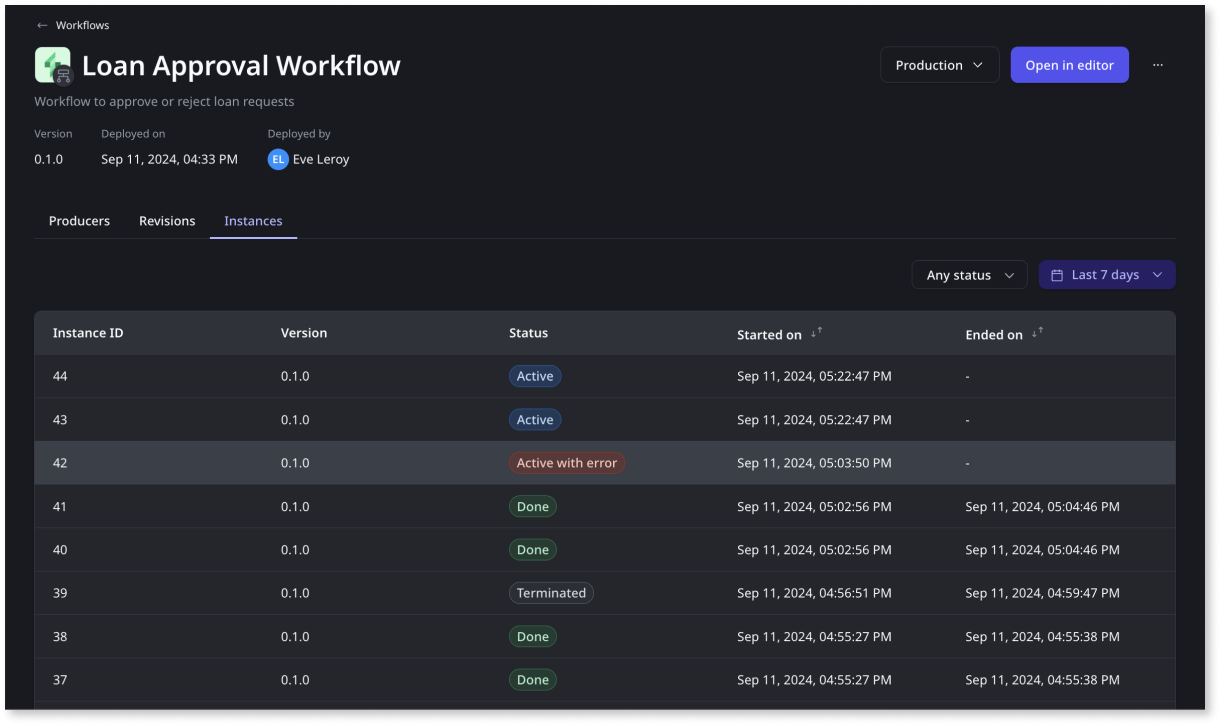 ← Workflows
Loan Approval Workflow
Production
Open in editor
...
Workflow to approve or reject loan requests
Version Deployed on Deployed by
0.1.0 Sep 11, 2024, 04:33 PM EL Eve Leroy
Producers Revisions Instances
Any status Last 7 days
Instance ID Version Status Started on ↓↑ Ended on ↓↑
44 0.1.0 Active Sep 11, 2024, 05:22:47 PM -
43 0.1.0 Active Sep 11, 2024, 05:22:47 PM -
42 0.1.0 Active with error Sep 11, 2024, 05:03:50 PM -
41 0.1.0 Done Sep 11, 2024, 05:02:56 PM Sep 11, 2024, 05:04:46 PM
40 0.1.0 Done Sep 11, 2024, 05:02:56 PM Sep 11, 2024, 05:04:46 PM
39 0.1.0 Terminated Sep 11, 2024, 04:56:51 PM Sep 11, 2024, 04:59:47 PM
38 0.1.0 Done Sep 11, 2024, 04:55:27 PM Sep 11, 2024, 04:55:38 PM
37 0.1.0 Done Sep 11, 2024, 04:55:27 PM Sep 11, 2024, 04:55:38 PM